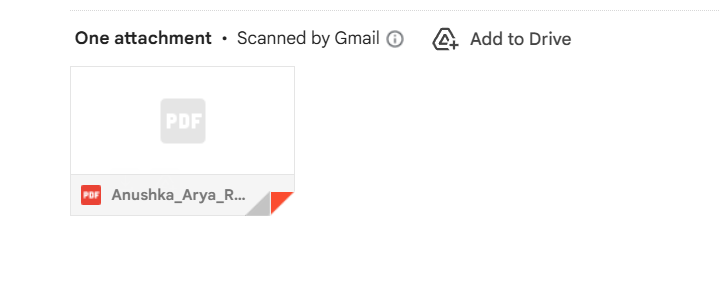 One attachment • Scanned by Gmail Add to Drive
PDF
PDF Anushka_Arya_R...